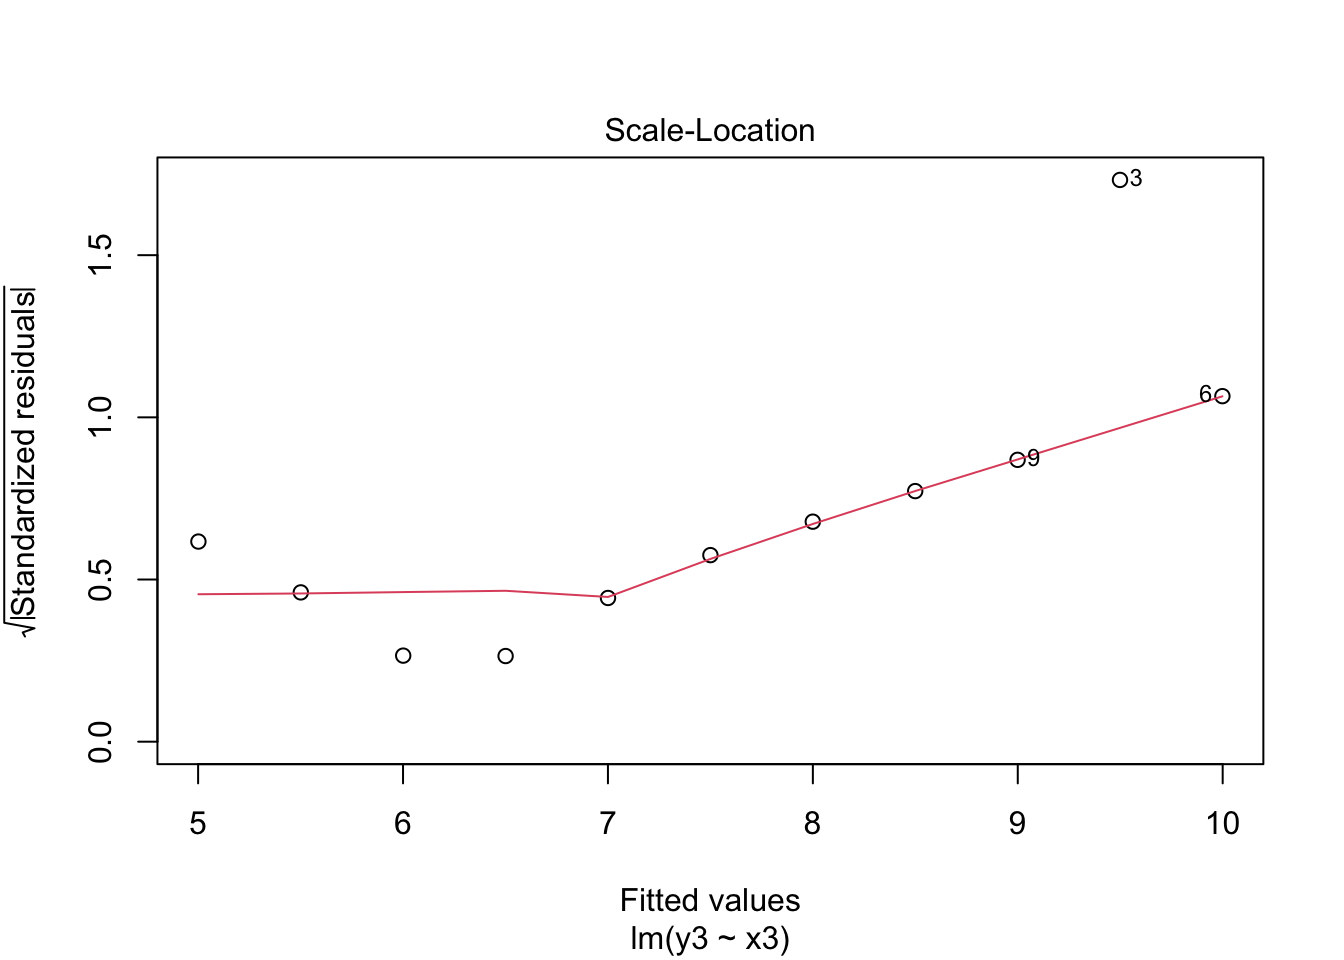 Scale-Location
√|Standardized residuals|
1.5
1.0
0.5
0.0
3
6
9
5 6 7 8 9 10
Fitted values
lm(y3 ~ x3)